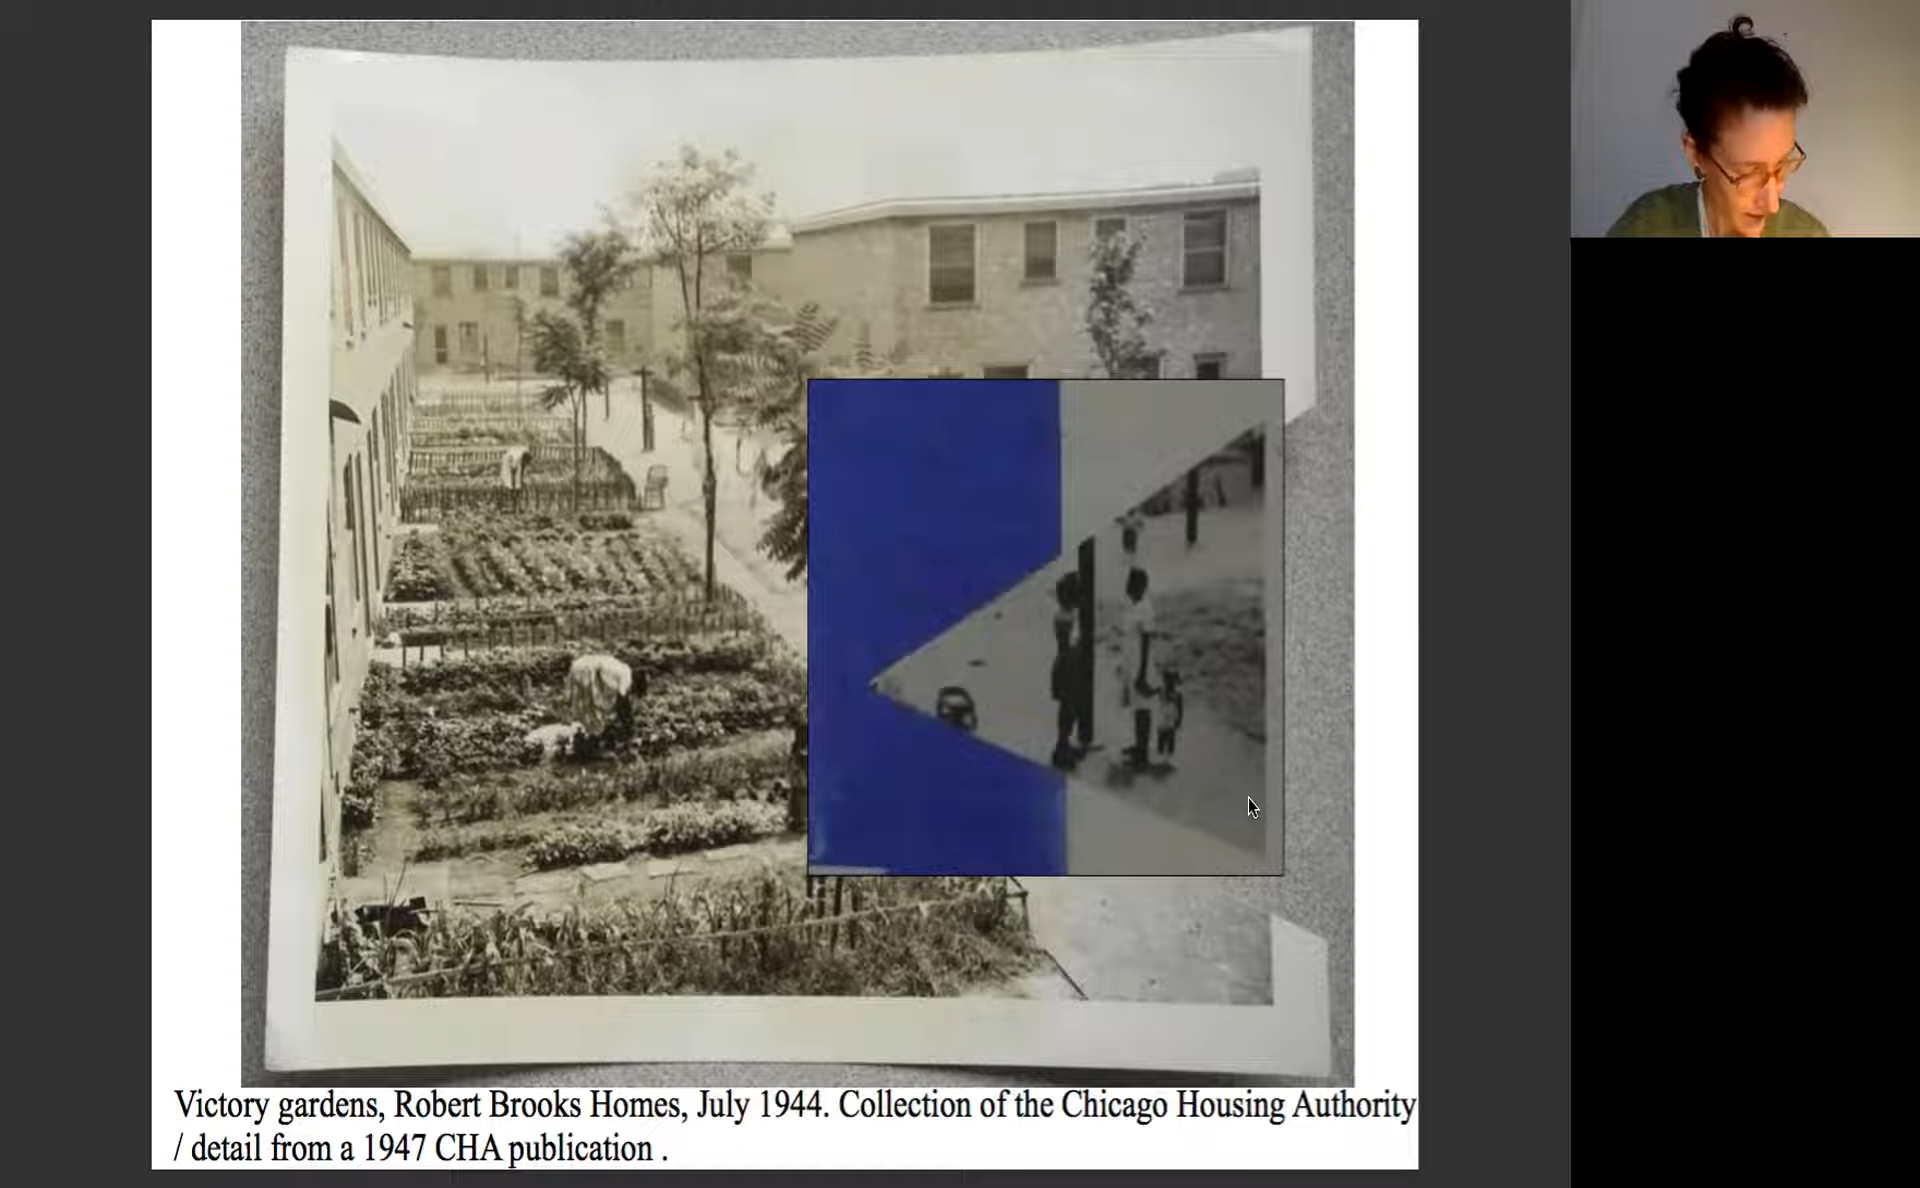 Victory gardens, Robert Brooks Homes, July 1944. Collection of the Chicago Housing Authority
/ detail from a 1947 CHA publication .